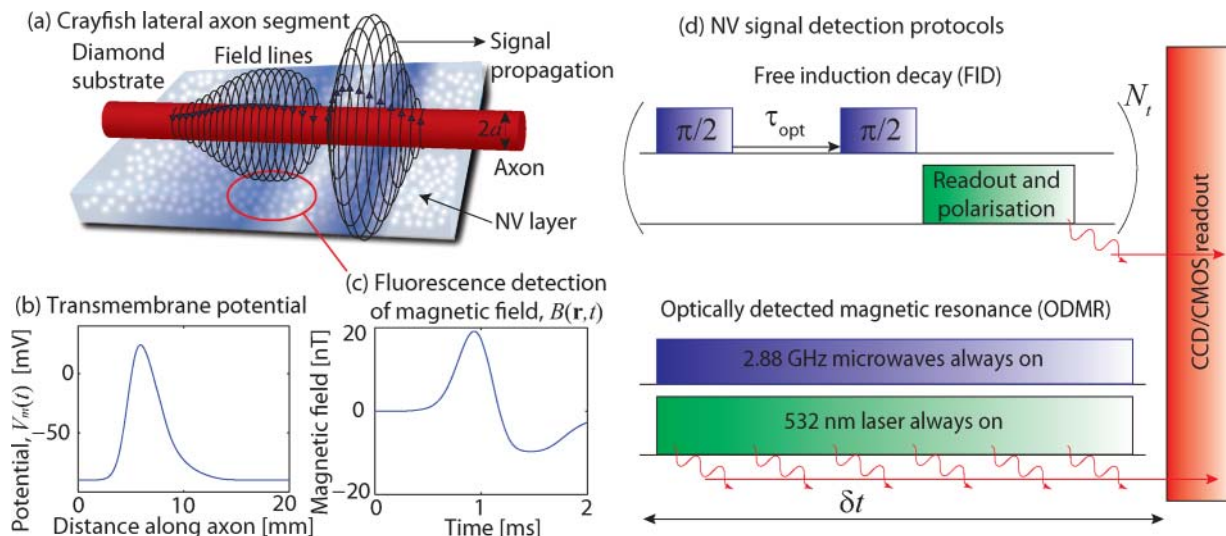 (a) Crayfish lateral axon segment
Diamond
substrate
Field lines
Signal
propagation
2a
Axon
NV layer
(b) Transmembrane potential
Potential, Vm(t) [mV]
0
−50
0
10
20
Distance along axon [mm]
(c) Fluorescence detection
of magnetic field, B(r,t)
Magnetic field [nT]
20
0
−20
0
1
2
Time [ms]
(d) NV signal detection protocols
Free induction decay (FID)
π/2
τopt
π/2
Nt
Readout and
polarisation
Optically detected magnetic resonance (ODMR)
2.88 GHz microwaves always on
532 nm laser always on
δt
CCD/CMOS readout